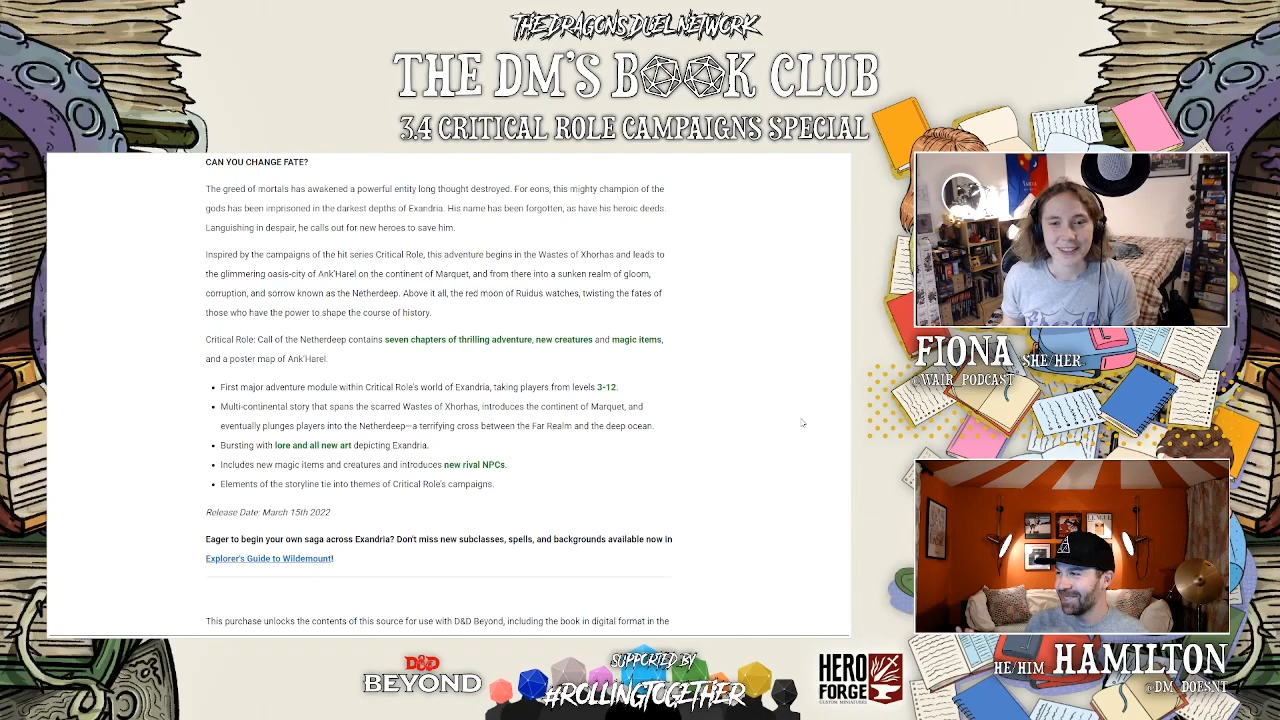 THE DRAGONS DUEL NETWORK
THE DM'S BOOK CLUB
3.4 CRITICAL ROLE CAMPAIGNS SPECIAL
CAN YOU CHANGE FATE?
The greed of mortals has awakened a powerful entity long thought destroyed. For eons, this mighty champion of the
gods has been imprisoned in the darkest depths of Exandria. His name has been forgotten, as have his heroic deeds.
Languishing in despair, he calls out for new heroes to save him.
Inspired by the campaigns of the hit series Critical Role, this adventure begins in the Wastes of Xhorhas and leads to
the glimmering oasis-city of Ank'Harel on the continent of Marquet, and from there into a sunken realm of gloom,
corruption, and sorrow known as the Netherdeep. Above it all, the red moon of Ruidus watches, twisting the fates of
those who have the power to shape the course of history.
Critical Role: Call of the Netherdeep contains seven chapters of thrilling adventure, new creatures and magic items,
and a poster map of Ank'Harel.
• First major adventure module within Critical Role's world of Exandria, taking players from levels 3-12.
• Multi-continental story that spans the scarred Wastes of Xhorhas, introduces the continent of Marquet, and
eventually plunges players into the Netherdeep—a terrifying cross between the Far Realm and the deep ocean.
• Bursting with lore and all new art depicting Exandria.
• Includes new magic items and creatures and introduces new rival NPCs.
• Elements of the storyline tie into themes of Critical Role's campaigns.
Release Date: March 15th 2022
Eager to begin your own saga across Exandria? Don't miss new subclasses, spells, and backgrounds available now in
Explorer's Guide to Wildemount!
This purchase unlocks the contents of this source for use with D&D Beyond, including the book in digital format in the
FIONA SHE/HER
@WAIR_PODCAST
HE/HIM HAMILTON
@DM_DOESNT
D&D
BEYOND
SUPPORTED BY
#ROLLINGTOGETHER
HERO
FORGE
CUSTOM MINIATURES